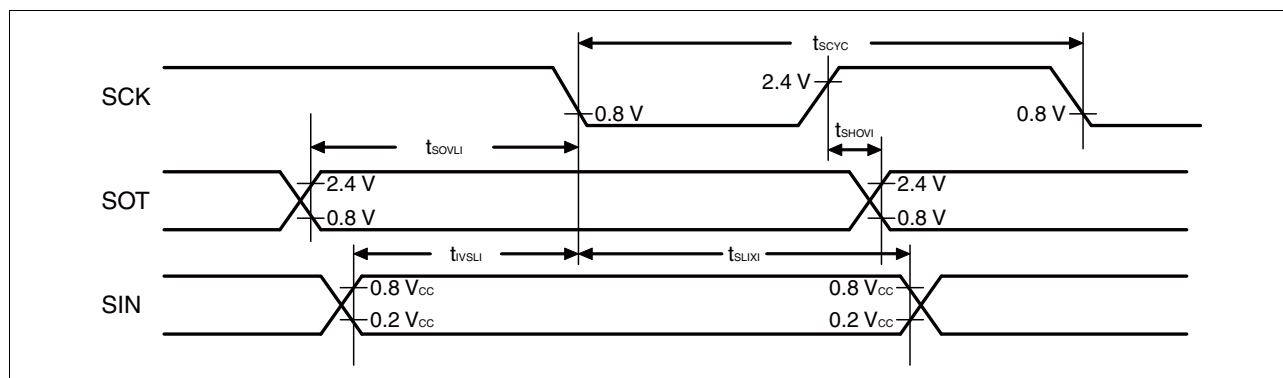 tSCYC
SCK
2.4 V
0.8 V
0.8 V
tSHOVI
tSOVLI
SOT
2.4 V
0.8 V
2.4 V
0.8 V
tIVSLI
tSLIXI
SIN
0.8 VCC
0.2 VCC
0.8 VCC
0.2 VCC